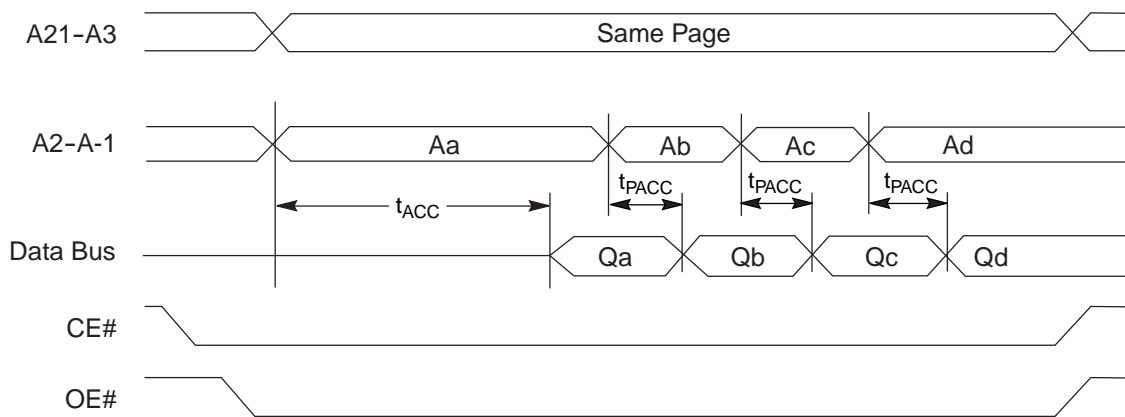 A21–A3 Same Page
A2–A-1 Aa Ab Ac Ad
tACC tPACC tPACC tPACC
Data Bus Qa Qb Qc Qd
CE#
OE#